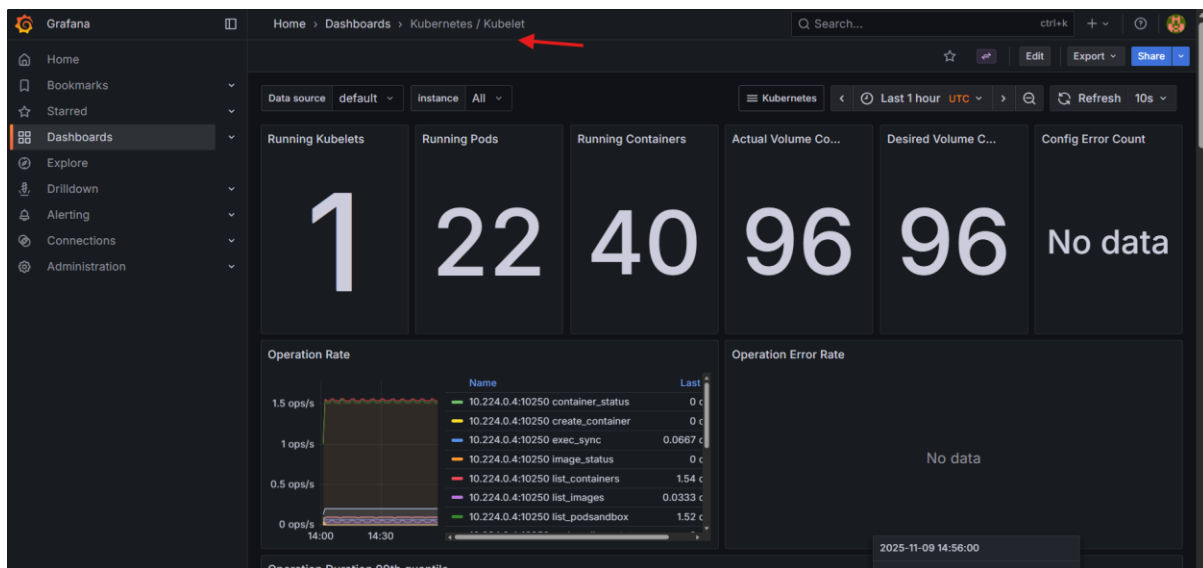 Grafana
Home › Dashboards › Kubernetes / Kubelet
Search...
ctrl+k
Home
Bookmarks
Starred
Dashboards
Explore
Drilldown
Alerting
Connections
Administration
Edit
Export
Share
Data source default
instance All
Kubernetes
Last 1 hour UTC
Refresh 10s
Running Kubelets
1
Running Pods
22
Running Containers
40
Actual Volume Co...
96
Desired Volume C...
96
Config Error Count
No data
Operation Rate
1.5 ops/s
1 ops/s
0.5 ops/s
0 ops/s
14:00 14:30
Name Last
10.224.0.4:10250 container_status 0
10.224.0.4:10250 create_container 0
10.224.0.4:10250 exec_sync 0.0667
10.224.0.4:10250 image_status 0
10.224.0.4:10250 list_containers 1.54
10.224.0.4:10250 list_images 0.0333
10.224.0.4:10250 list_podsandbox 1.52
Operation Error Rate
No data
2025-11-09 14:56:00